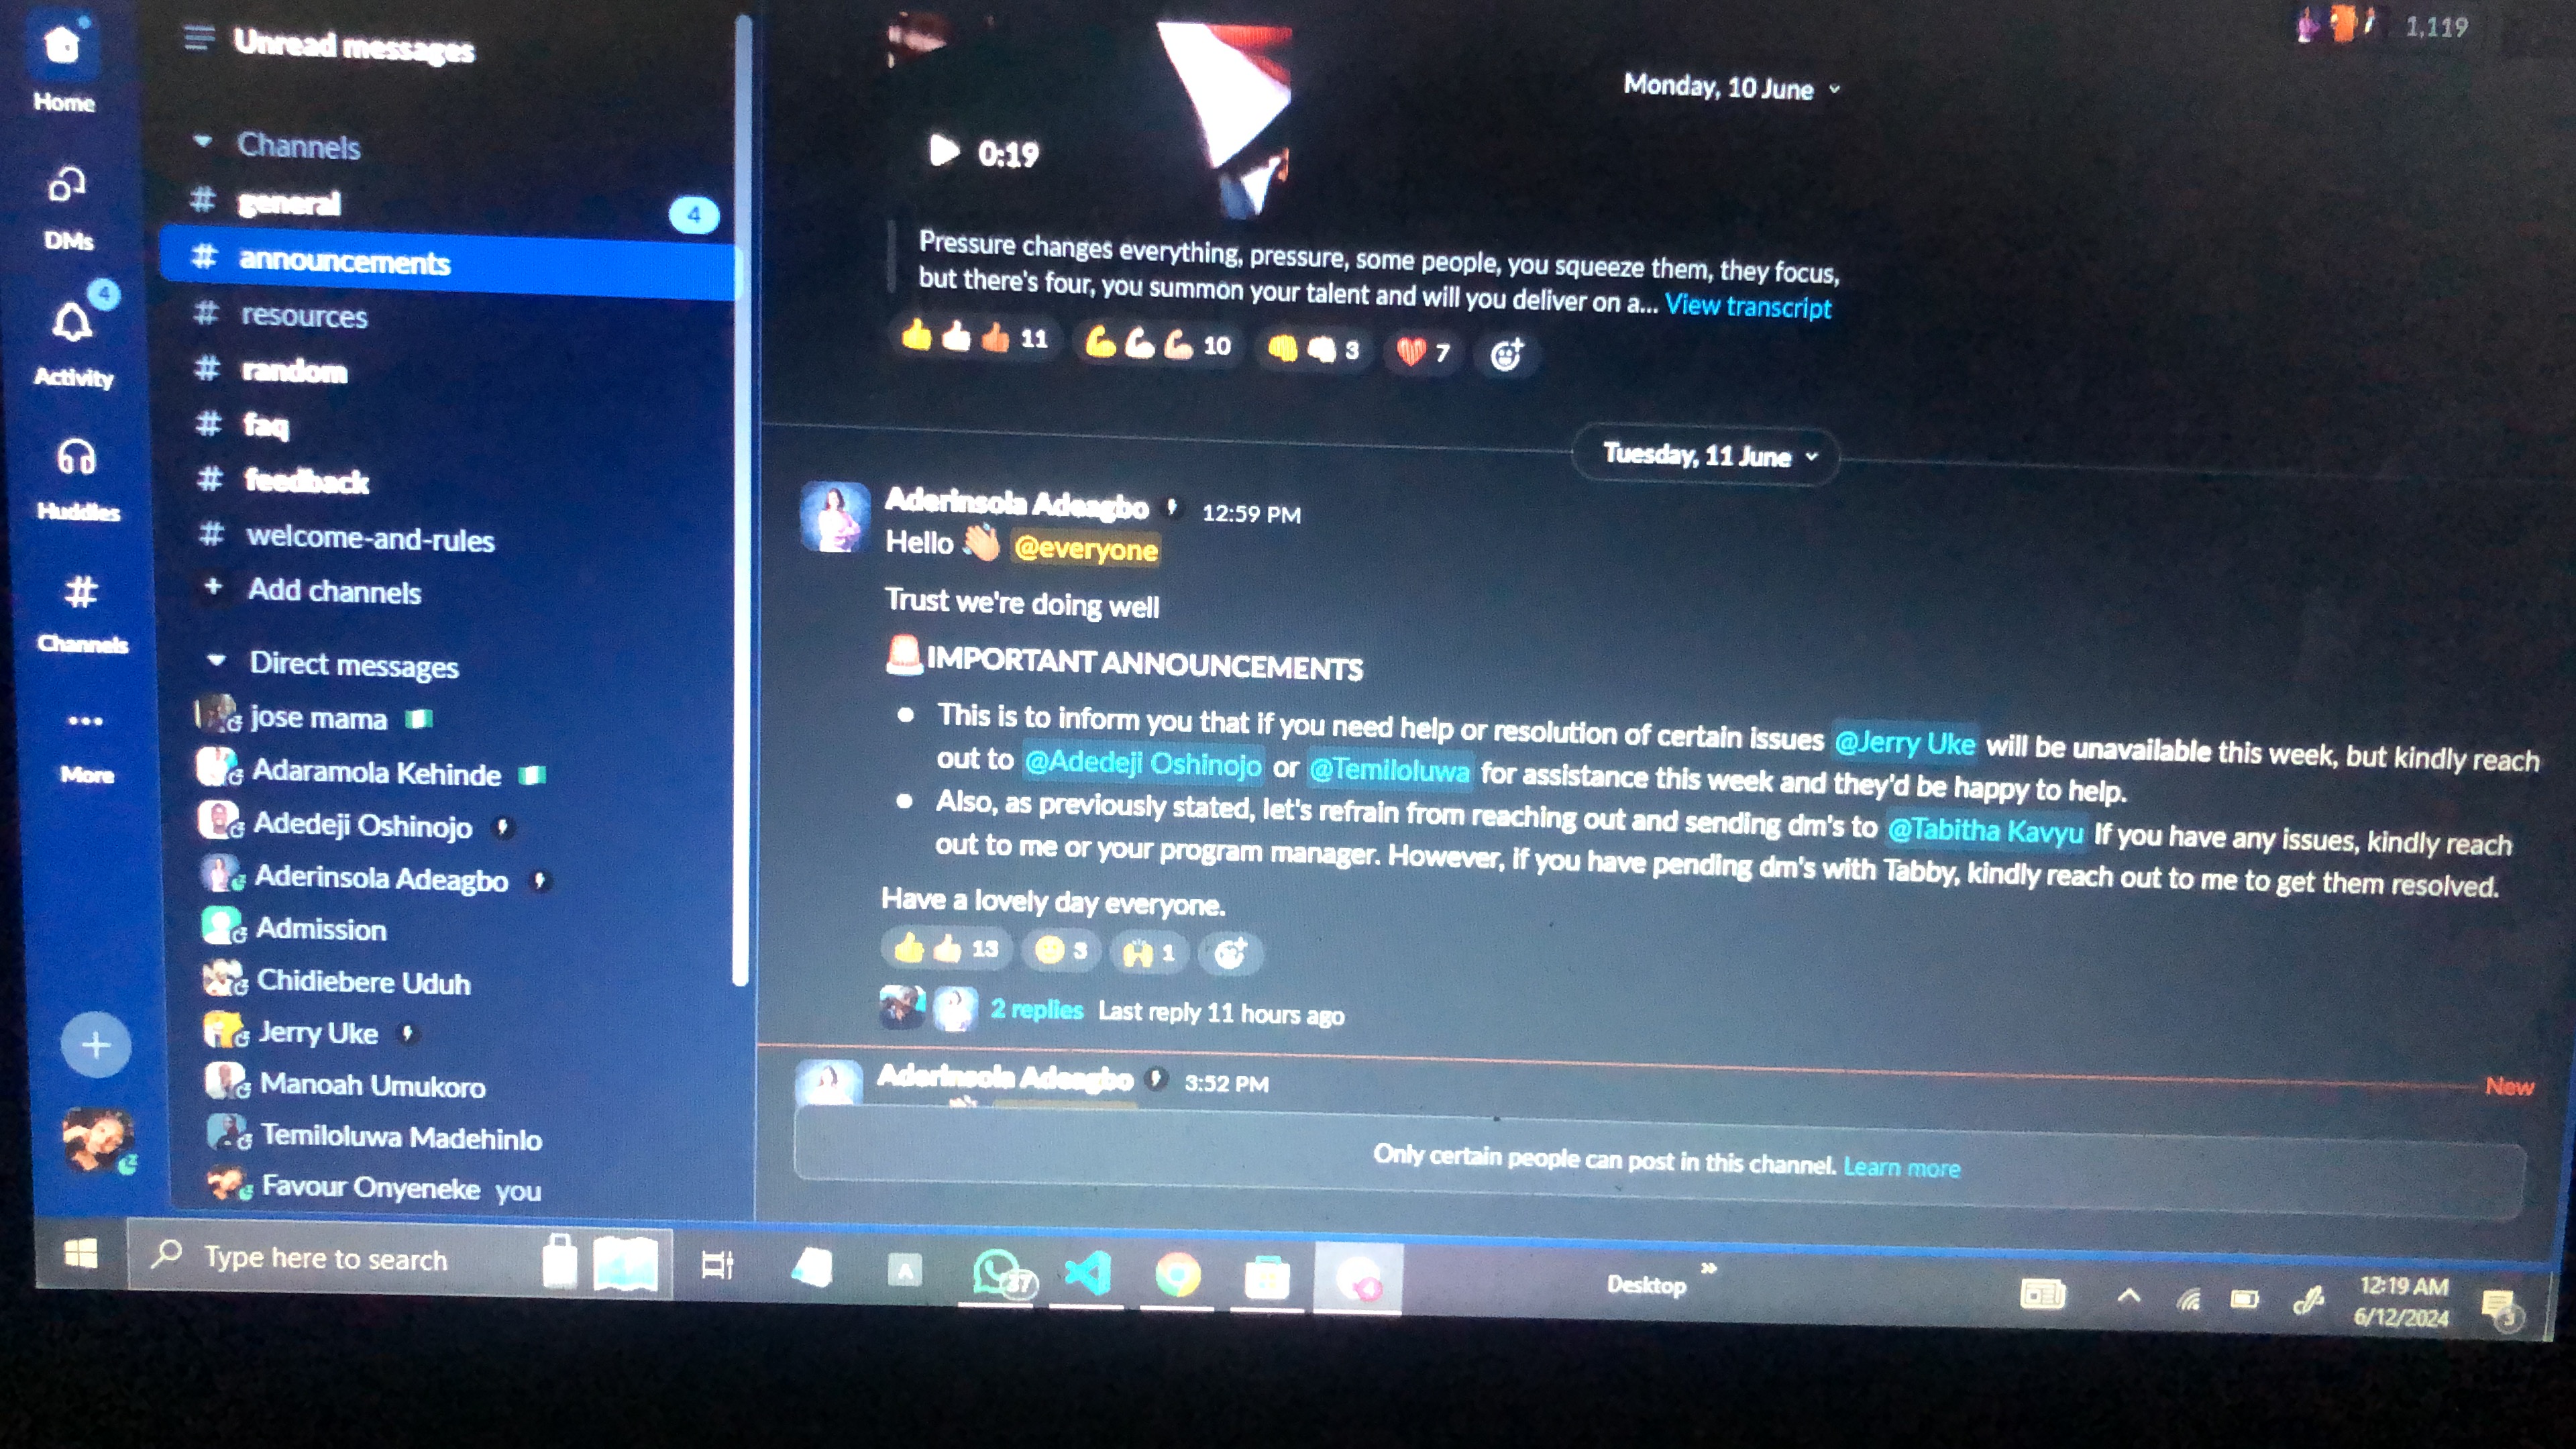 Home
DMs
4
Activity
Huddles
Channels
More
Unread messages
Channels
# general 4
# announcements
# resources
# random
# faq
# feedback
# welcome-and-rules
+ Add channels
Direct messages
jose mama
Adaramola Kehinde
Adedeji Oshinojo
Aderinsola Adeagbo
Admission
Chidiebere Uduh
Jerry Uke
Manoah Umukoro
Temiloluwa Madehinlo
Favour Onyeneke you
1,119
Monday, 10 June
0:19
Pressure changes everything, pressure, some people, you squeeze them, they focus,
but there's four, you summon your talent and will you deliver on a... View transcript
👍👍🏻👍🏾 11 💪💪🏻💪🏼 10 👊👊🏻 3 ❤️ 7
Tuesday, 11 June
Aderinsola Adeagbo 12:59 PM
Hello 👋🏽 @everyone
Trust we're doing well
🚨IMPORTANT ANNOUNCEMENTS
• This is to inform you that if you need help or resolution of certain issues @Jerry Uke will be unavailable this week, but kindly reach
out to @Adedeji Oshinojo or @Temiloluwa for assistance this week and they'd be happy to help.
• Also, as previously stated, let's refrain from reaching out and sending dm's to @Tabitha Kavyu If you have any issues, kindly reach
out to me or your program manager. However, if you have pending dm's with Tabby, kindly reach out to me to get them resolved.
Have a lovely day everyone.
13 3 1
2 replies Last reply 11 hours ago
New
Aderinsola Adeagbo 3:52 PM
Only certain people can post in this channel. Learn more
Type here to search
A
37
4
Desktop
12:19 AM
6/12/2024
3